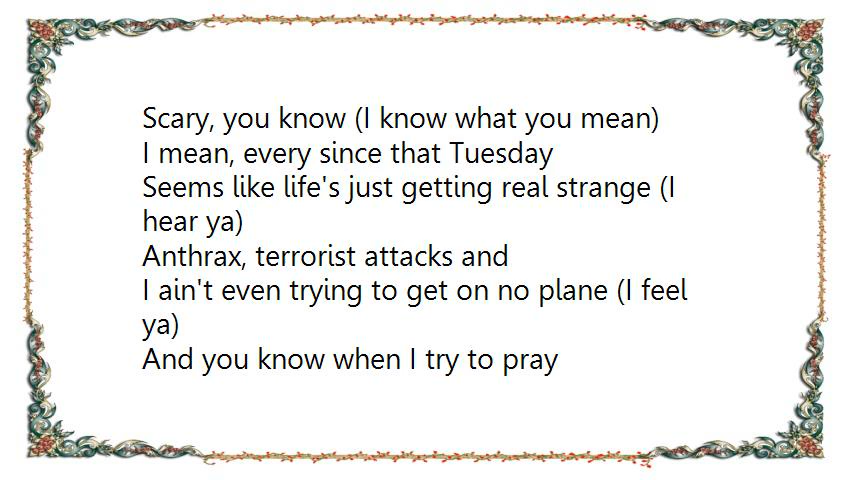 Scary, you know (I know what you mean)
I mean, every since that Tuesday
Seems like life's just getting real strange (I
hear ya)
Anthrax, terrorist attacks and
I ain't even trying to get on no plane (I feel
ya)
And you know when I try to pray